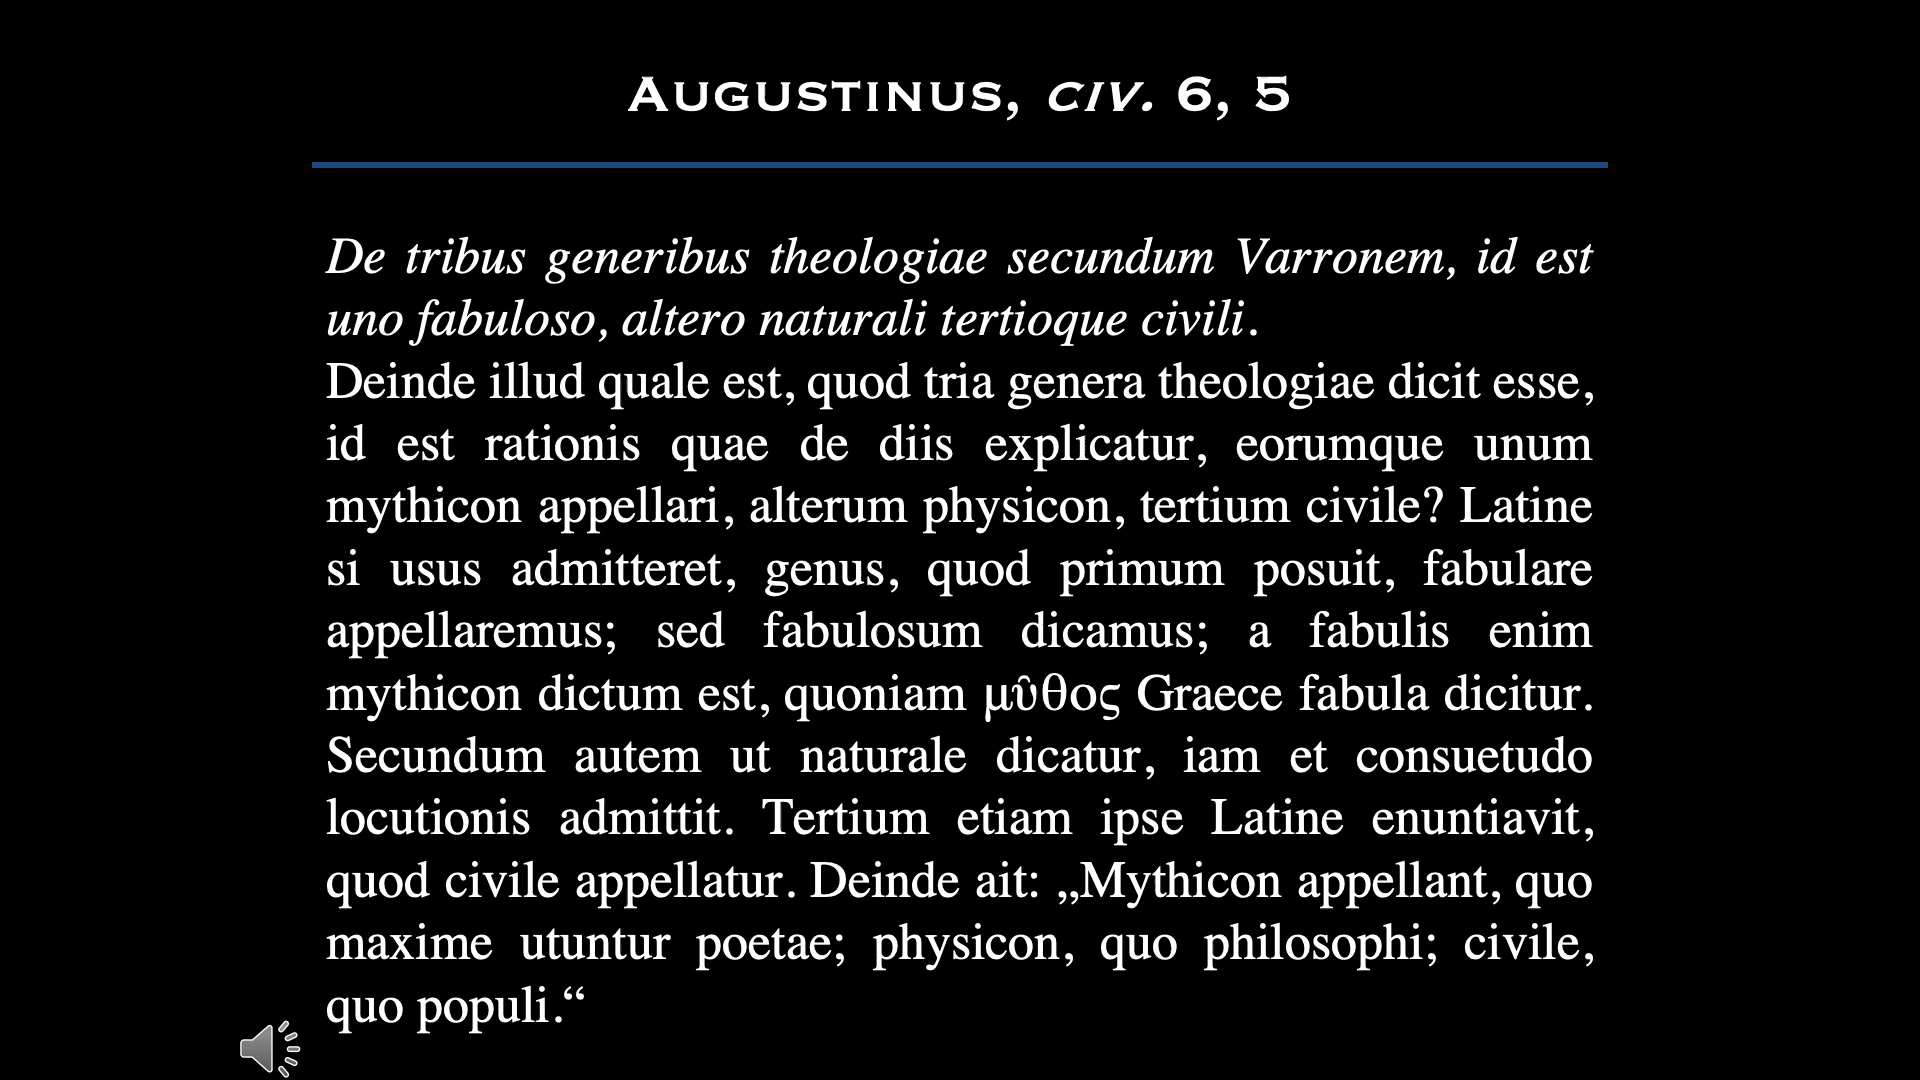 Augustinus, civ. 6, 5
De tribus generibus theologiae secundum Varronem, id est
uno fabuloso, altero naturali tertioque civili.
Deinde illud quale est, quod tria genera theologiae dicit esse,
id est rationis quae de diis explicatur, eorumque unum
mythicon appellari, alterum physicon, tertium civile? Latine
si usus admitteret, genus, quod primum posuit, fabulare
appellaremus; sed fabulosum dicamus; a fabulis enim
mythicon dictum est, quoniam μῦθος Graece fabula dicitur.
Secundum autem ut naturale dicatur, iam et consuetudo
locutionis admittit. Tertium etiam ipse Latine enuntiavit,
quod civile appellatur. Deinde ait: „Mythicon appellant, quo
maxime utuntur poetae; physicon, quo philosophi; civile,
quo populi.“